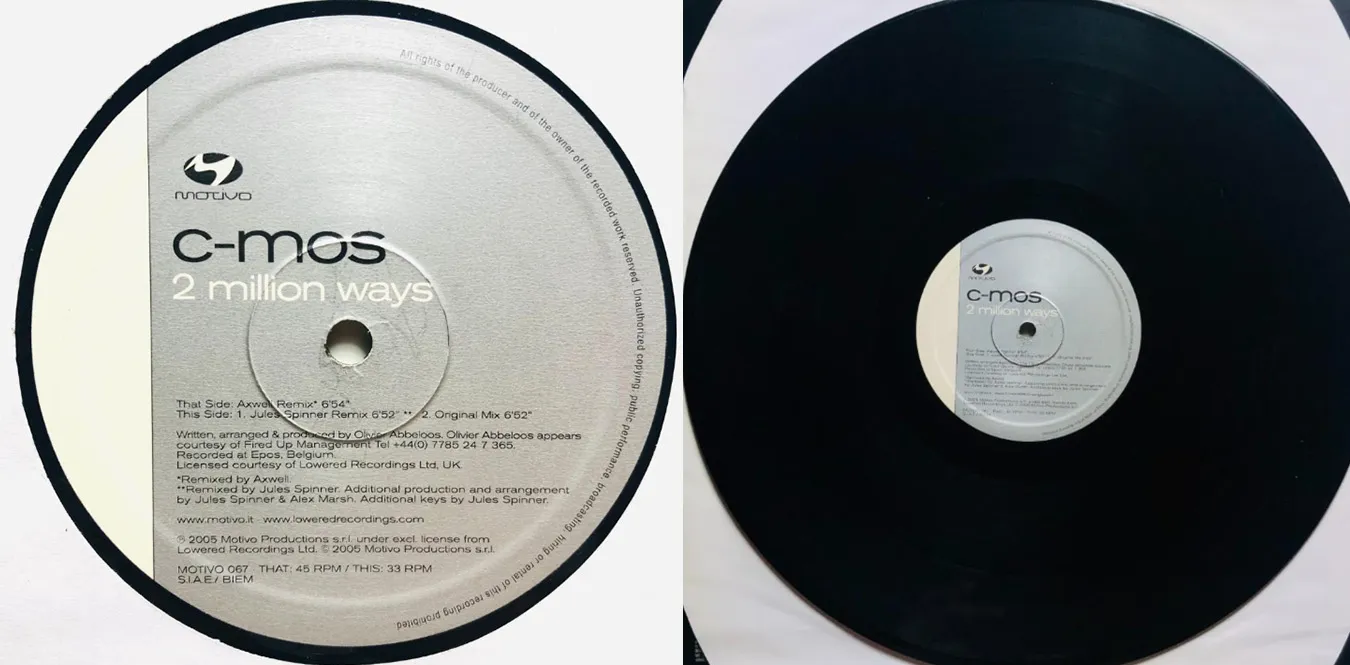 MOTIVO
c-mos
2 million ways
That Side: Axwell Remix* 6'54"
This Side: 1. Jules Spinner Remix 6'52" ** 2. Original Mix 6'52"
Written, arranged & produced by Olivier Abbeloos. Olivier Abbeloos appears
courtesy of Fired Up Management Tel +44(0) 7785 24 7 365.
Recorded at Epos, Belgium.
Licensed courtesy of Lowered Recordings Ltd, UK.
*Remixed by Axwell.
**Remixed by Jules Spinner. Additional production and arrangement
by Jules Spinner & Alex Marsh. Additional keys by Jules Spinner.
www.motivo.it www.loweredrecordings.com
℗ 2005 Motivo Productions s.r.l. under excl. license from
Lowered Recordings Ltd. © 2005 Motivo Productions s.r.l.
MOTIVO 067 THAT: 45 RPM / THIS: 33 RPM
S.I.A.E./ BIEM
All rights of the producer and of the owner of the recorded work reserved. Unauthorized copying; public performance, broadcasting; hiring or rental of this recording prohibited.
c-mos
2 million ways